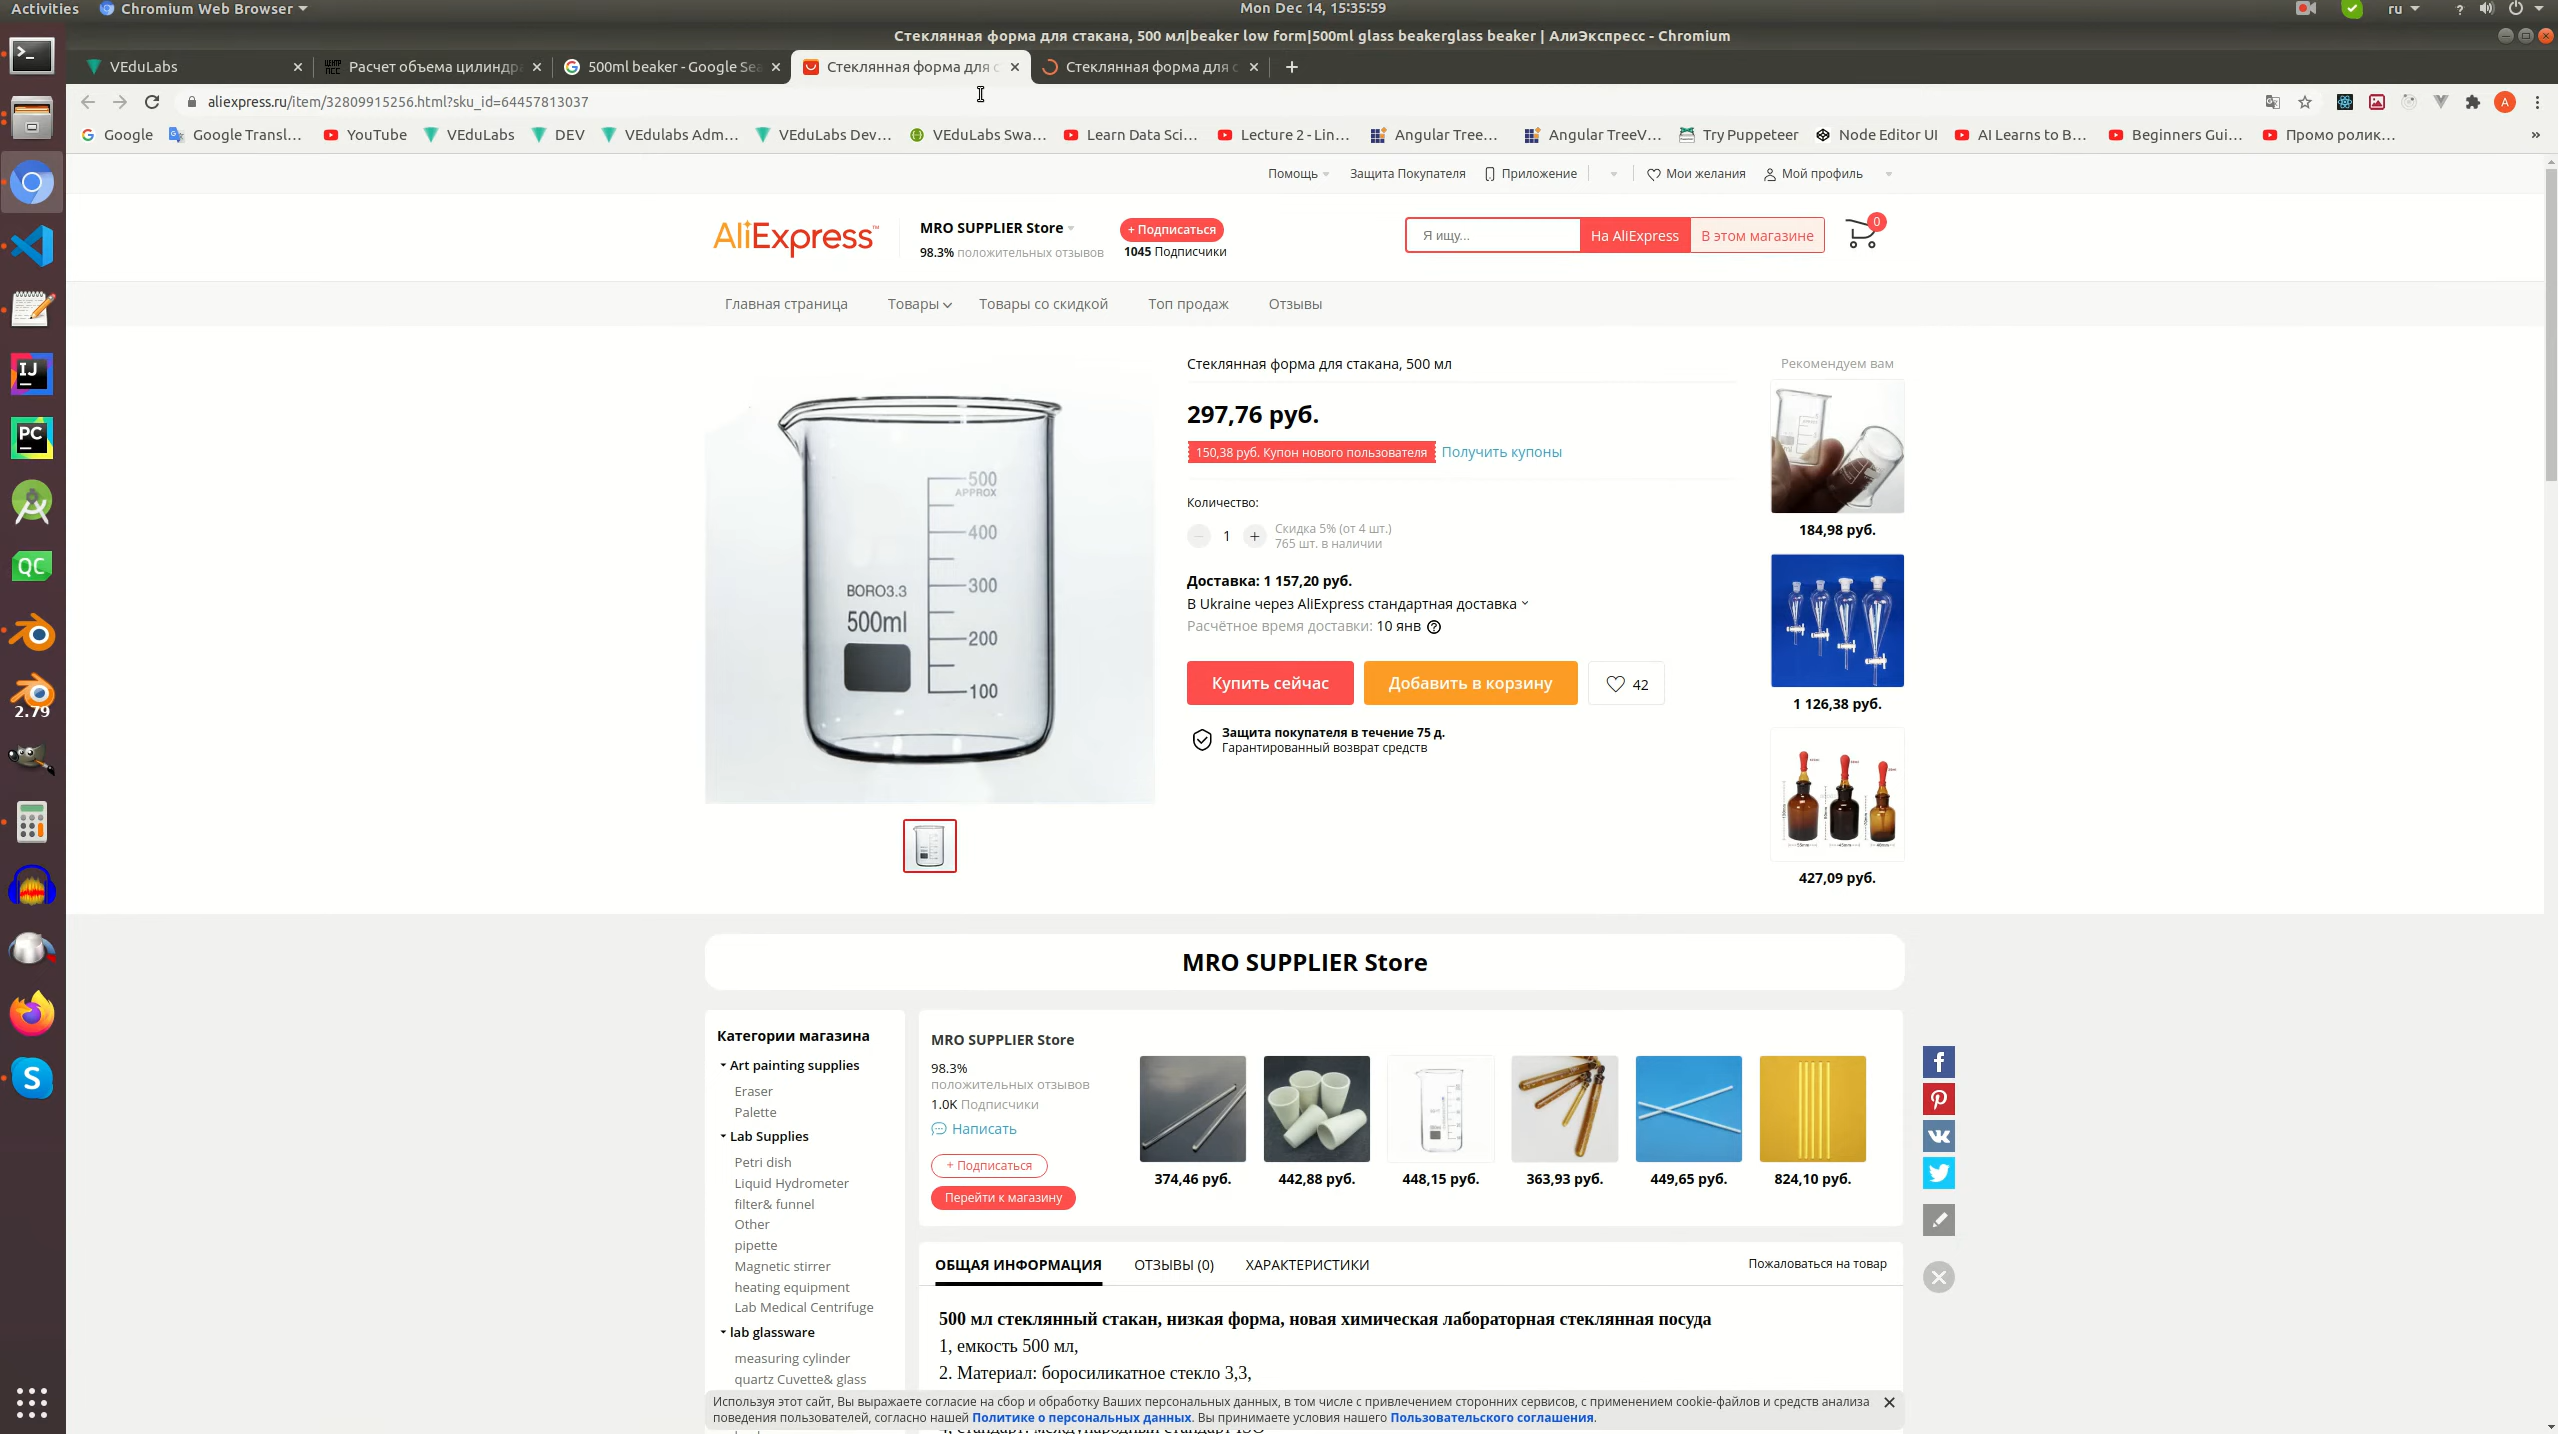 Activities
Chromium Web Browser
Mon Dec 14, 15:35:59
ru
Стеклянная форма для стакана, 500 мл|beaker low form|500ml glass beakerglass beaker | АлиЭкспресс - Chromium
VEduLabs
Расчет объема цилиндра
500ml beaker - Google Sea
Стеклянная форма для с
Стеклянная форма для с
aliexpress.ru/item/32809915256.html?sku_id=64457813037
A
Google
Google Transl...
YouTube
VEduLabs
DEV
VEdulabs Adm...
VEduLabs Dev...
VEduLabs Swa...
Learn Data Sci...
Lecture 2 - Lin...
Angular Tree...
Angular TreeV...
Try Puppeteer
Node Editor UI
AI Learns to B...
Beginners Gui...
Промо ролик...
»
Помощь
Защита Покупателя
Приложение
Мои желания
Мой профиль
AliExpress™
MRO SUPPLIER Store
98.3% положительных отзывов
+ Подписаться
1045 Подписчики
Я ищу...
На AliExpress
В этом магазине
0
Главная страница
Товары
Товары со скидкой
Топ продаж
Отзывы
500
APPROX
400
300
200
100
BORO3.3
500ml
Стеклянная форма для стакана, 500 мл
297,76 руб.
150,38 руб. Купон нового пользователя
Получить купоны
Количество:
1
Скидка 5% (от 4 шт.)
765 шт. в наличии
Доставка: 1 157,20 руб.
В Ukraine через AliExpress стандартная доставка
Расчётное время доставки: 10 янв
Купить сейчас
Добавить в корзину
42
Защита покупателя в течение 75 д.
Гарантированный возврат средств
Рекомендуем вам
184,98 руб.
1 126,38 руб.
427,09 руб.
IJ
PC
QC
2.79
MRO SUPPLIER Store
Категории магазина
Art painting supplies
Eraser
Palette
Lab Supplies
Petri dish
Liquid Hydrometer
filter& funnel
Other
pipette
Magnetic stirrer
heating equipment
Lab Medical Centrifuge
lab glassware
measuring cylinder
quartz Cuvette& glass
MRO SUPPLIER Store
98.3%
положительных отзывов
1.0K Подписчики
Написать
+ Подписаться
Перейти к магазину
374,46 руб.
442,88 руб.
448,15 руб.
363,93 руб.
449,65 руб.
824,10 руб.
ОБЩАЯ ИНФОРМАЦИЯ
ОТЗЫВЫ (0)
ХАРАКТЕРИСТИКИ
Пожаловаться на товар
500 мл стеклянный стакан, низкая форма, новая химическая лабораторная стеклянная посуда
1, емкость 500 мл,
2. Материал: боросиликатное стекло 3,3,
Используя этот сайт, Вы выражаете согласие на сбор и обработку Ваших персональных данных, в том числе с привлечением сторонних сервисов, с применением cookie-файлов и средств анализа
поведения пользователей, согласно нашей Политике о персональных данных. Вы принимаете условия нашего Пользовательского соглашения.
4, стандарт: международный стандарт ISO